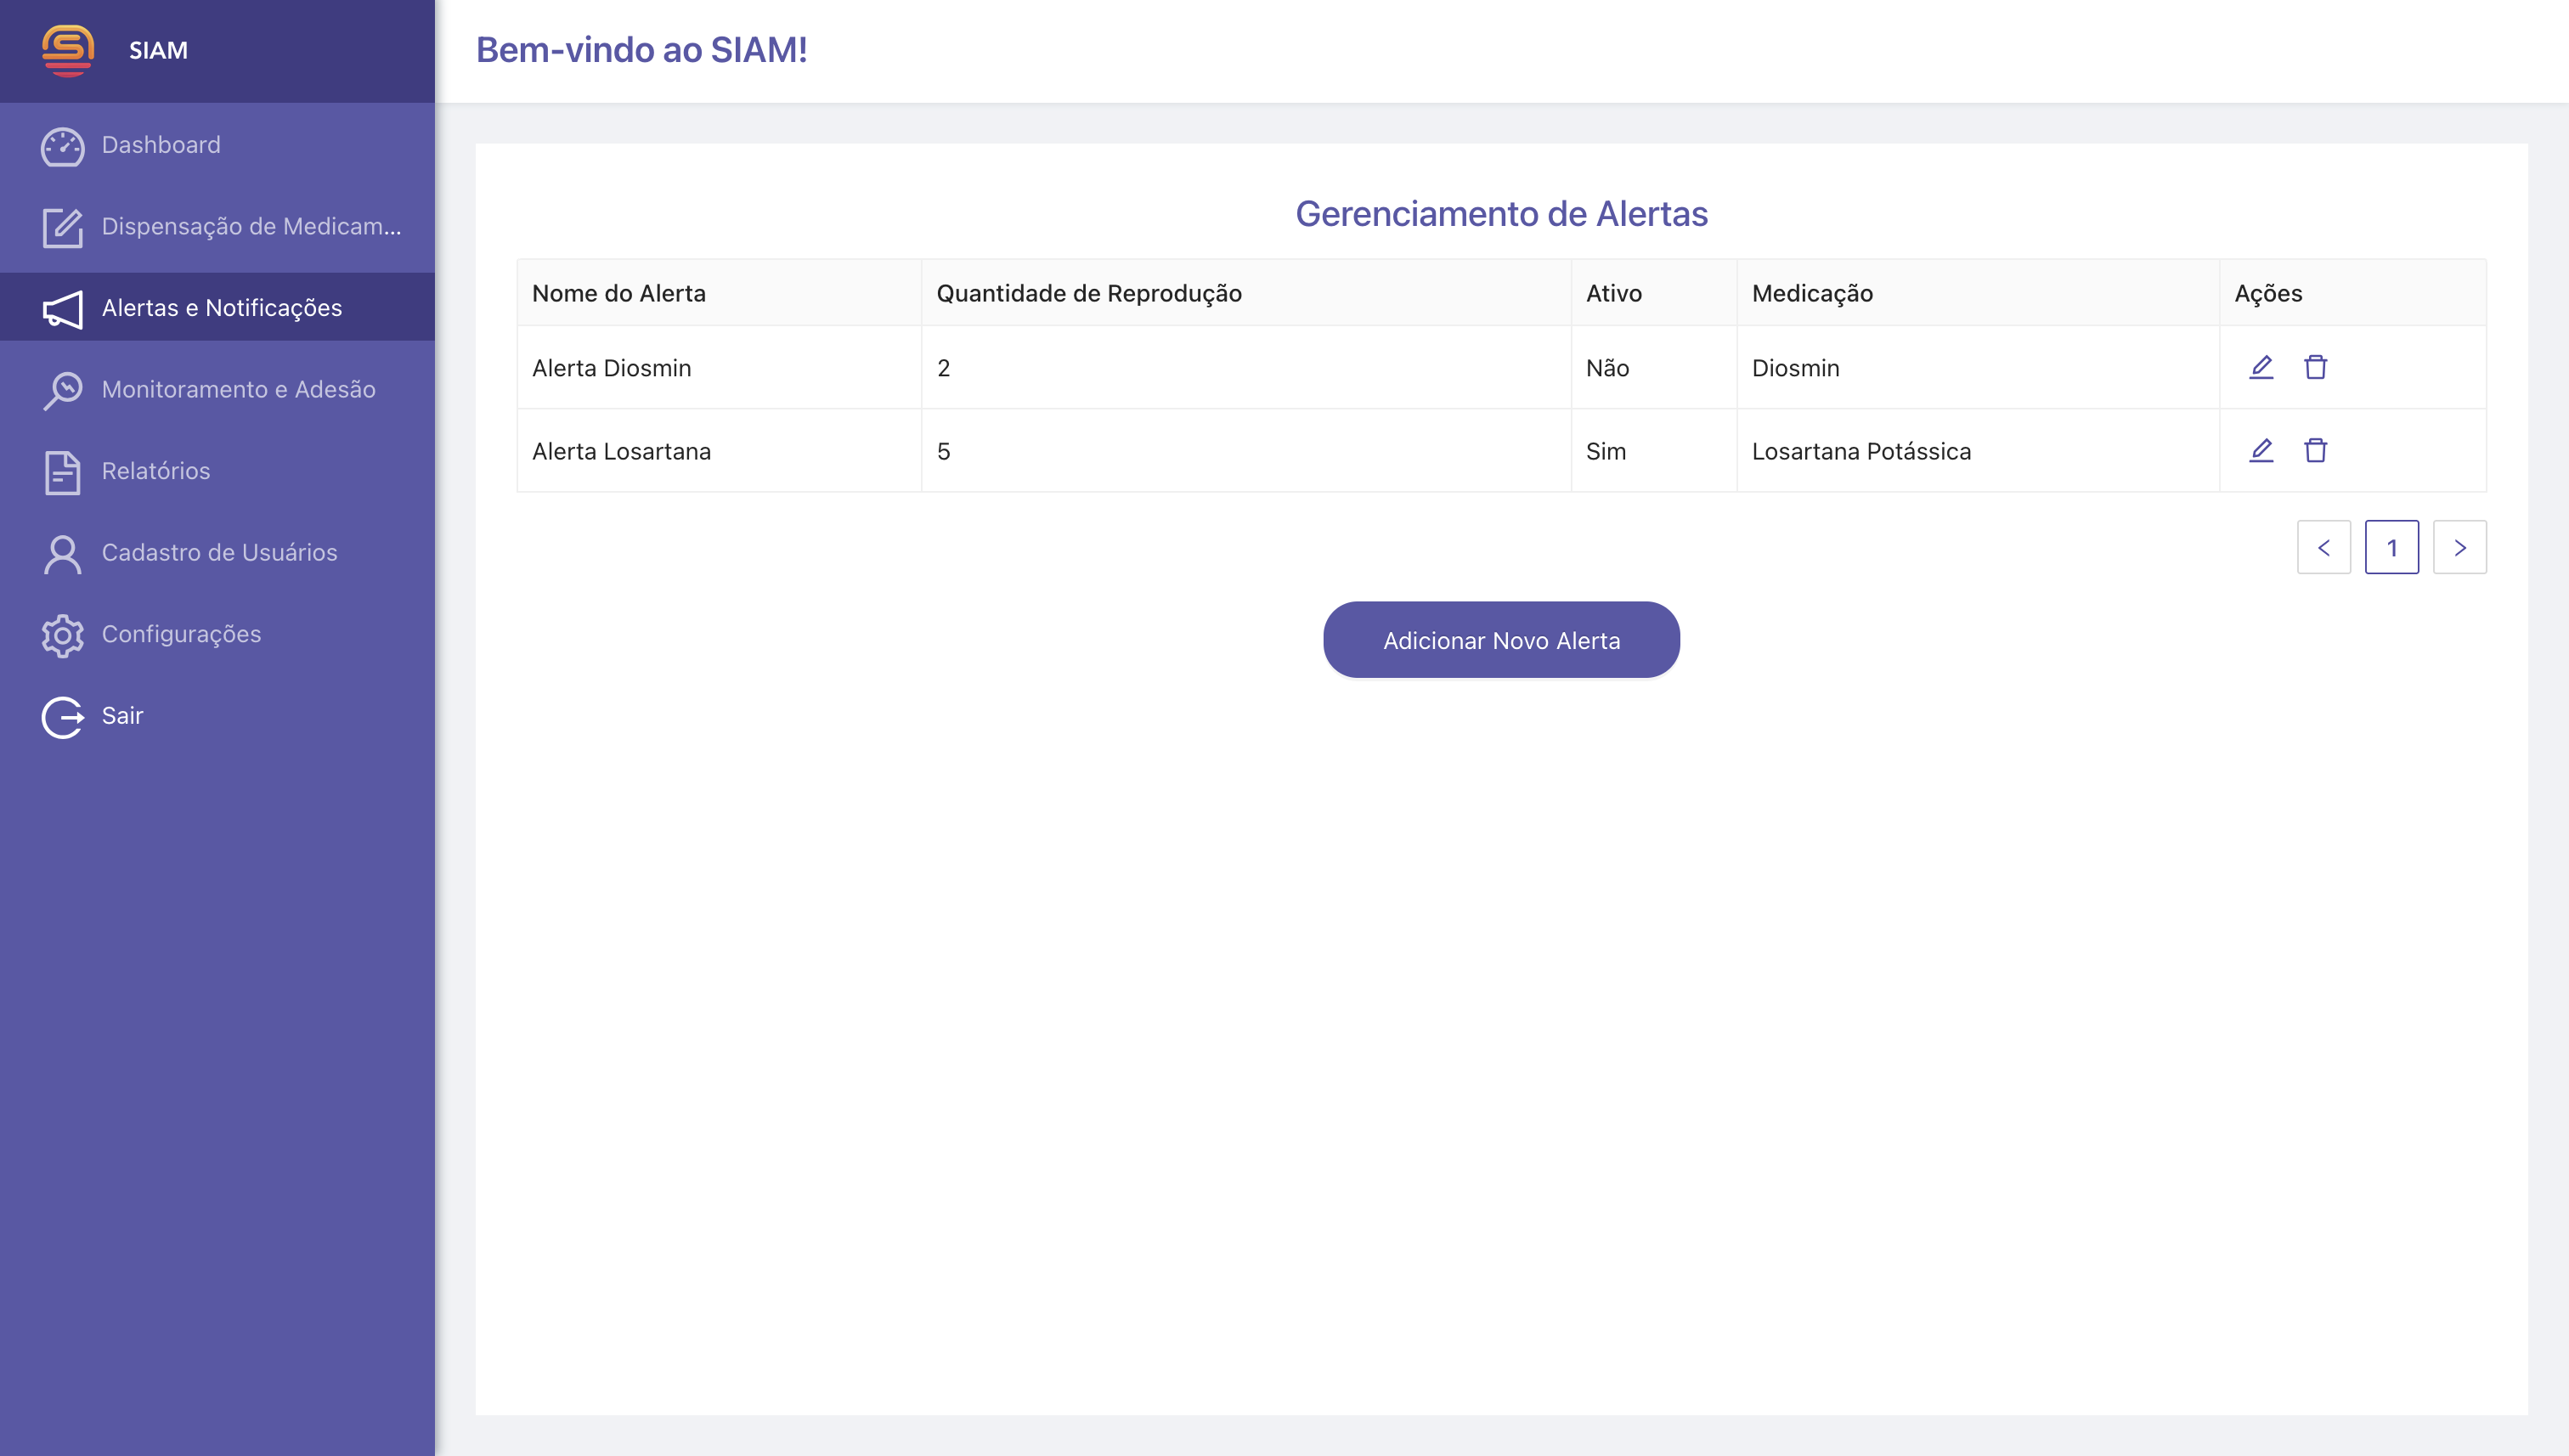 SIAM
Bem-vindo ao SIAM!
Dashboard
Dispensação de Medicam...
Alertas e Notificações
Monitoramento e Adesão
Relatórios
Cadastro de Usuários
Configurações
Sair
Gerenciamento de Alertas
Nome do Alerta Quantidade de Reprodução Ativo Medicação Ações
Alerta Diosmin 2 Não Diosmin
Alerta Losartana 5 Sim Losartana Potássica
< 1 >
Adicionar Novo Alerta